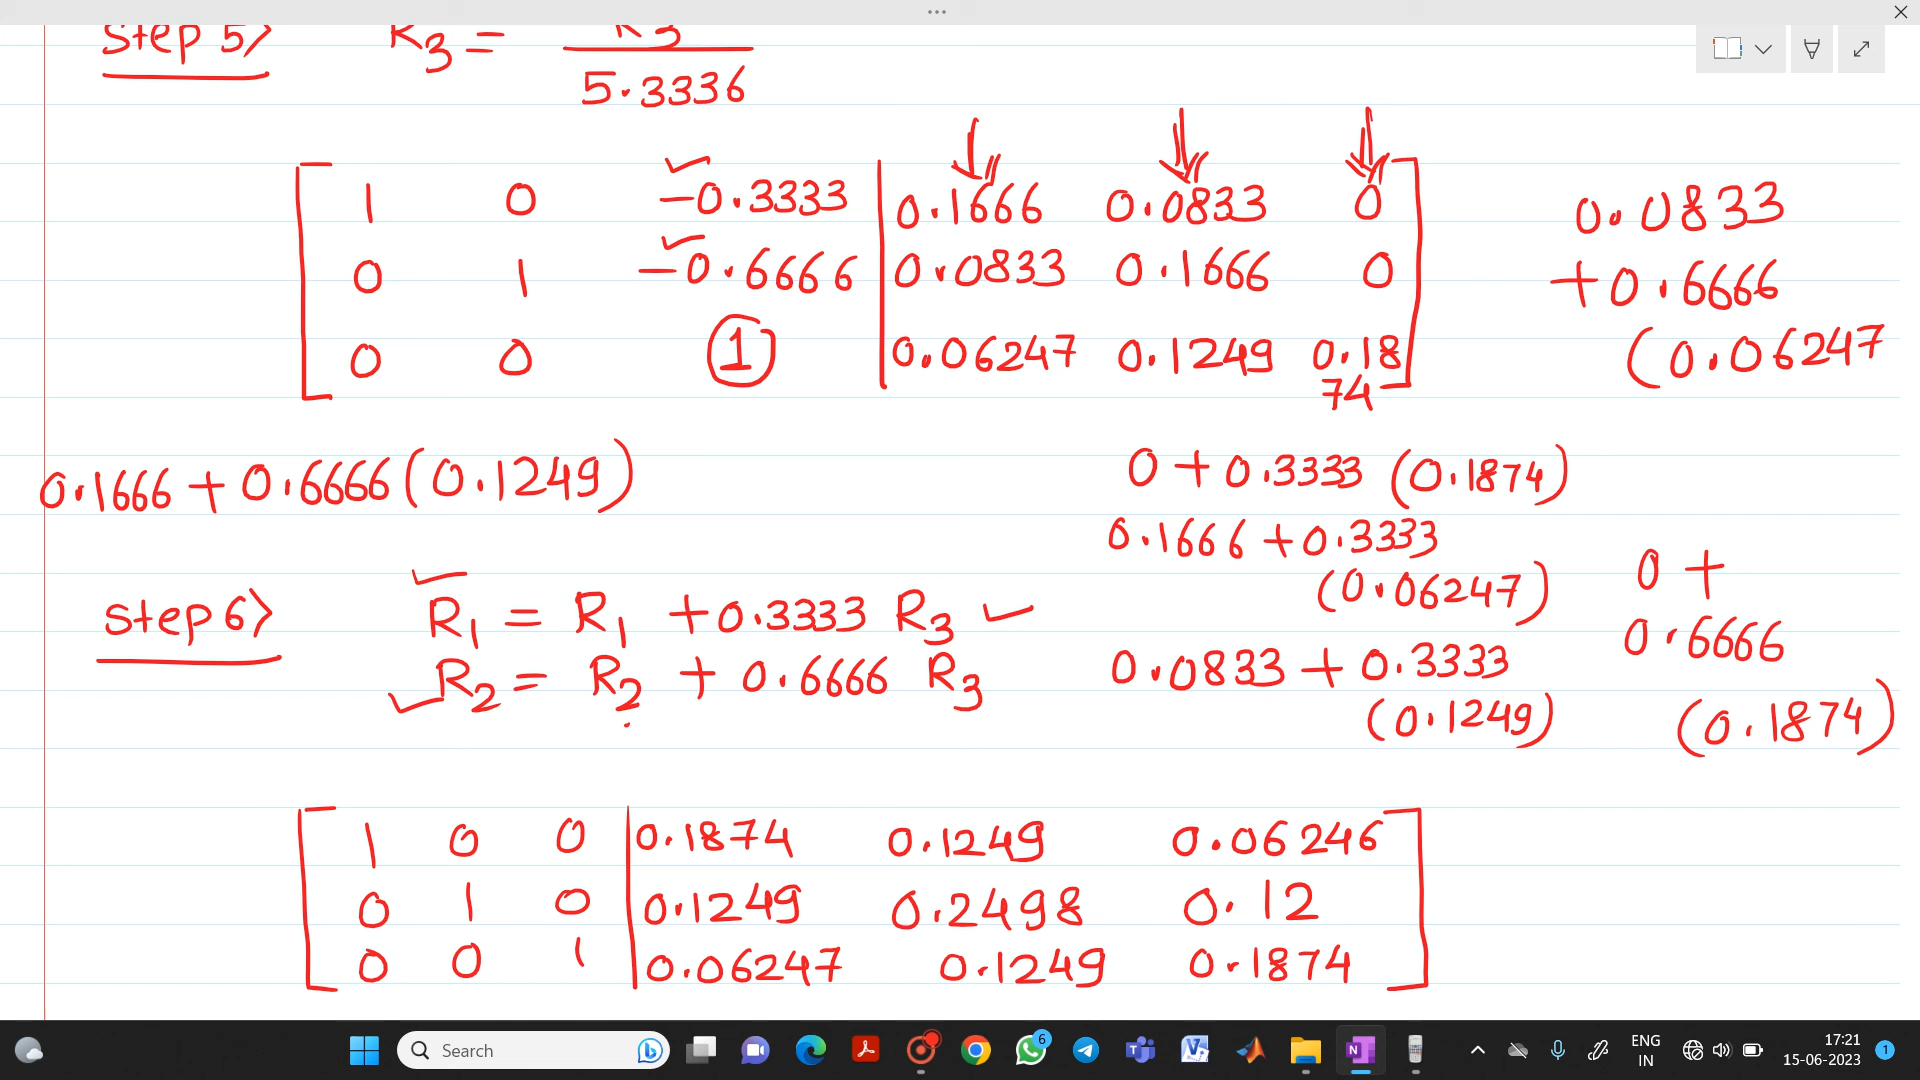 Step 5> R3 = R3
5.3336
1 0 -0.3333 0.1666 0.0833 0
0 1 -0.6666 0.0833 0.1666 0
0 0 1 0.06247 0.1249 0.18
74
0.0833
+0.6666
(0.06247
0.1666+0.6666(0.1249)
0+0.3333 (0.1874)
0.1666+0.3333
(0.06247)
0.0833+0.3333
(0.1249)
0+
0.6666
(0.1874)
Step 6> R1 = R1 +0.3333 R3
R2 = R2 + 0.6666 R3
1 0 0 0.1874 0.1249 0.06246
0 1 0 0.1249 0.2498 0.12
0 0 1 0.06247 0.1249 0.1874
Search
6
ENG
IN
17:21
15-06-2023
1